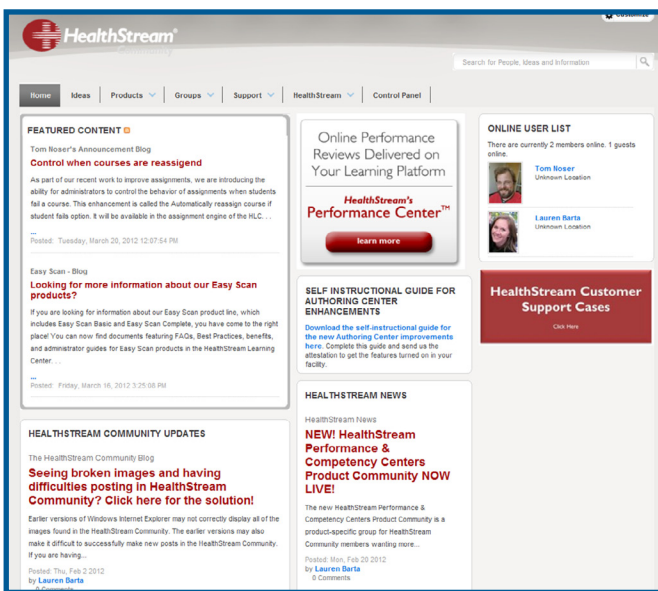 Customize
HealthStream®
Community
Search for People, Ideas and Information
Home Ideas Products Groups Support HealthStream Control Panel
FEATURED CONTENT
Tom Noser's Announcement Blog
Control when courses are reassigend
As part of our recent work to improve assignments, we are introducing the
ability for administrators to control the behavior of assignments when students
fail a course. This enhancement is called the Automatically reassign course if
student fails option. It will be available in the assignment engine of the HLC. . .
...
Posted: Tuesday, March 20, 2012 12:07:54 PM
Easy Scan - Blog
Looking for more information about our Easy Scan
products?
If you are looking for information about our Easy Scan product line, which
includes Easy Scan Basic and Easy Scan Complete, you have come to the right
place! You can now find documents featuring FAQs, Best Practices, benefits,
and administrator guides for Easy Scan products in the HealthStream Learning
Center. . .
...
Posted: Friday, March 16, 2012 3:25:08 PM
HEALTHSTREAM COMMUNITY UPDATES
The HealthStream Community Blog
Seeing broken images and having
difficulties posting in HealthStream
Community? Click here for the solution!
Earlier versions of Windows Internet Explorer may not correctly display all of the
images found in the HealthStream Community. The earlier versions may also
make it difficult to successfully make new posts in the HealthStream Community.
If you are having...
Posted: Thu, Feb 2 2012
by Lauren Barta
0 Comments
Online Performance
Reviews Delivered on
Your Learning Platform
HealthStream's
Performance Center™
learn more
SELF INSTRUCTIONAL GUIDE FOR
AUTHORING CENTER
ENHANCEMENTS
Download the self-instructional guide for
the new Authoring Center improvements
here. Complete this guide and send us the
attestation to get the features turned on in your
facility.
HEALTHSTREAM NEWS
HealthStream News
NEW! HealthStream
Performance &
Competency Centers
Product Community NOW
LIVE!
The new HealthStream Performance &
Competency Centers Product Community is a
product-specific group for HealthStream
Community members wanting more...
Posted: Mon, Feb 20 2012
by Lauren Barta
0 Comments
ONLINE USER LIST
There are currently 2 members online. 1 guests
online.
Tom Noser
Unknown Location
Lauren Barta
Unknown Location
HealthStream Customer
Support Cases
Click Here